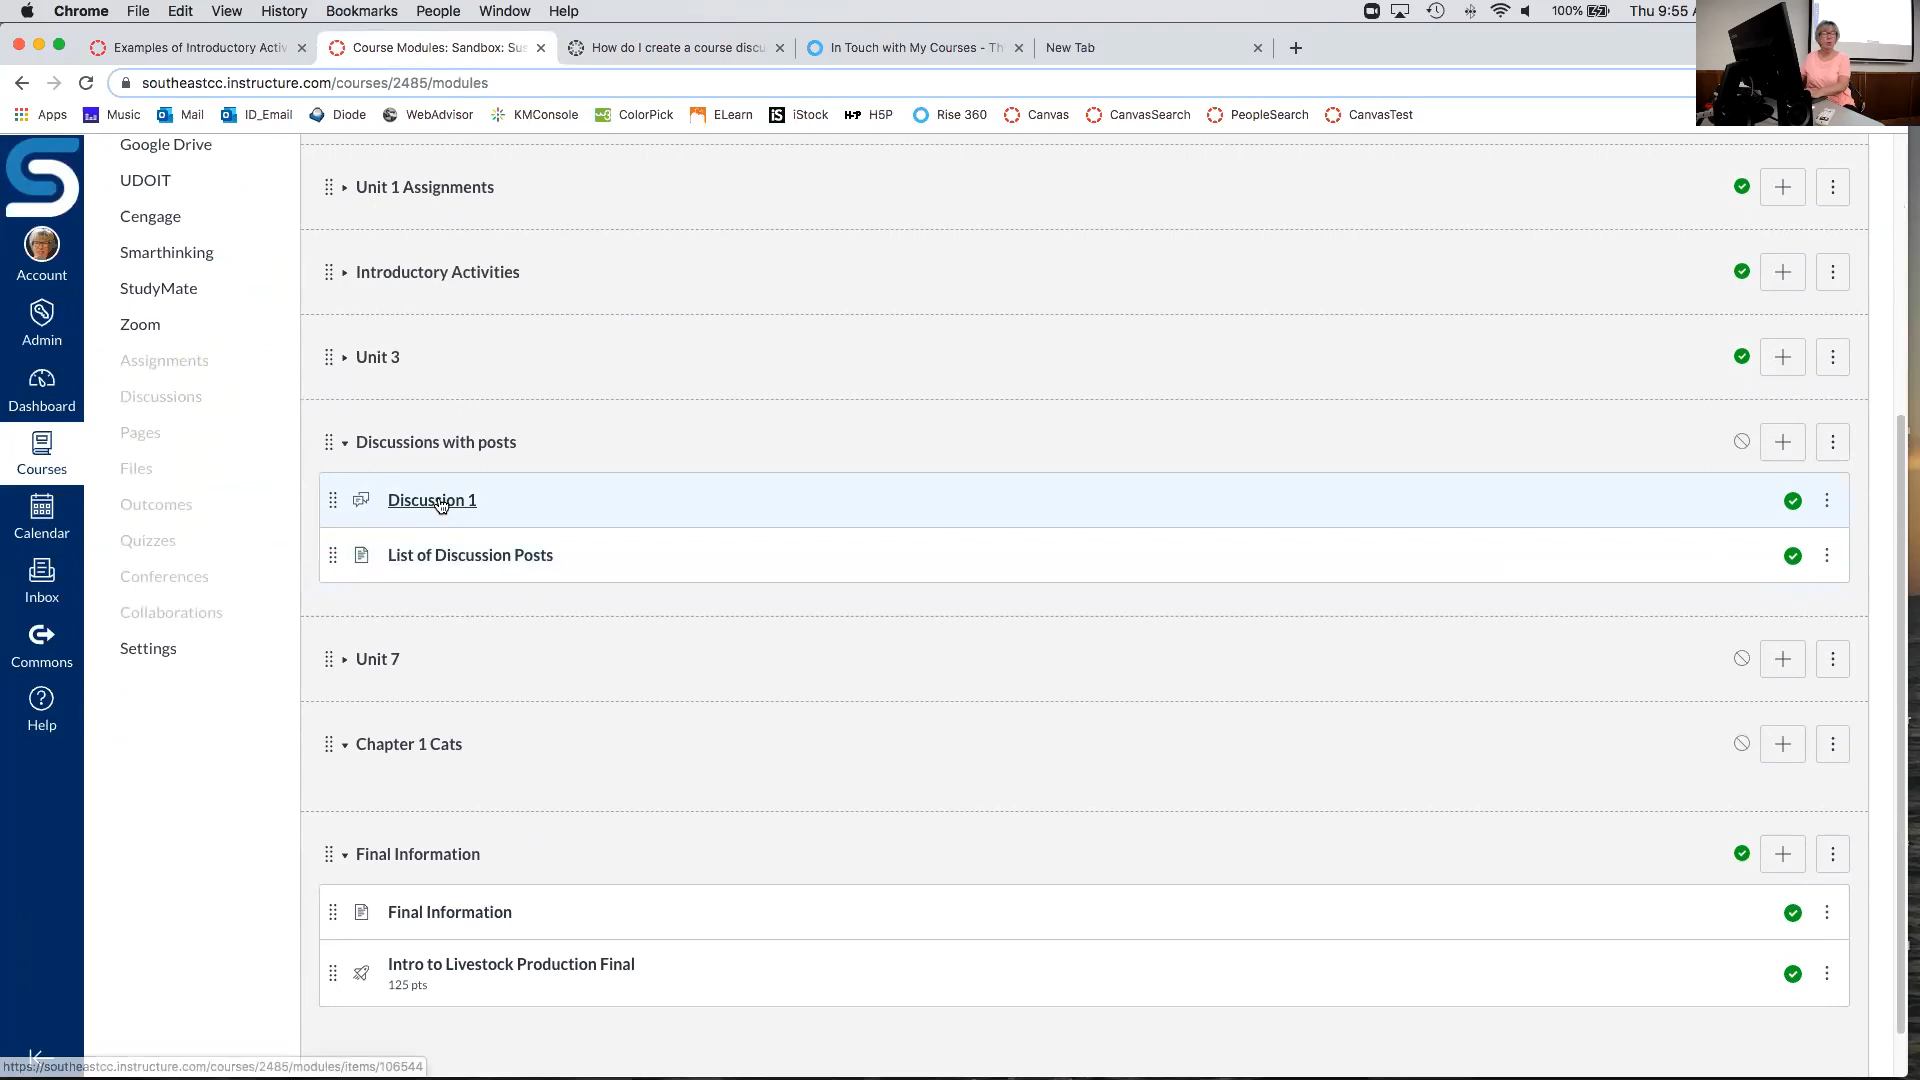 Chrome File Edit View History Bookmarks People Window Help 100% Thu 9:55
Examples of Introductory Activ Course Modules: Sandbox: Sus How do I create a course discu In Touch with My Courses - Th New Tab
southeastcc.instructure.com/courses/2485/modules
Apps Music Mail ID_Email Diode WebAdvisor KMConsole ColorPick ELearn iStock H5P Rise 360 Canvas CanvasSearch PeopleSearch CanvasTest
Account
Admin
Dashboard
Courses
Calendar
Inbox
Commons
Help
Google Drive
UDOIT
Cengage
Smarthinking
StudyMate
Zoom
Assignments
Discussions
Pages
Files
Outcomes
Quizzes
Conferences
Collaborations
Settings
Unit 1 Assignments
Introductory Activities
Unit 3
Discussions with posts
Discussion 1
List of Discussion Posts
Unit 7
Chapter 1 Cats
Final Information
Final Information
Intro to Livestock Production Final
125 pts
https://southeastcc.instructure.com/courses/2485/modules/items/106544